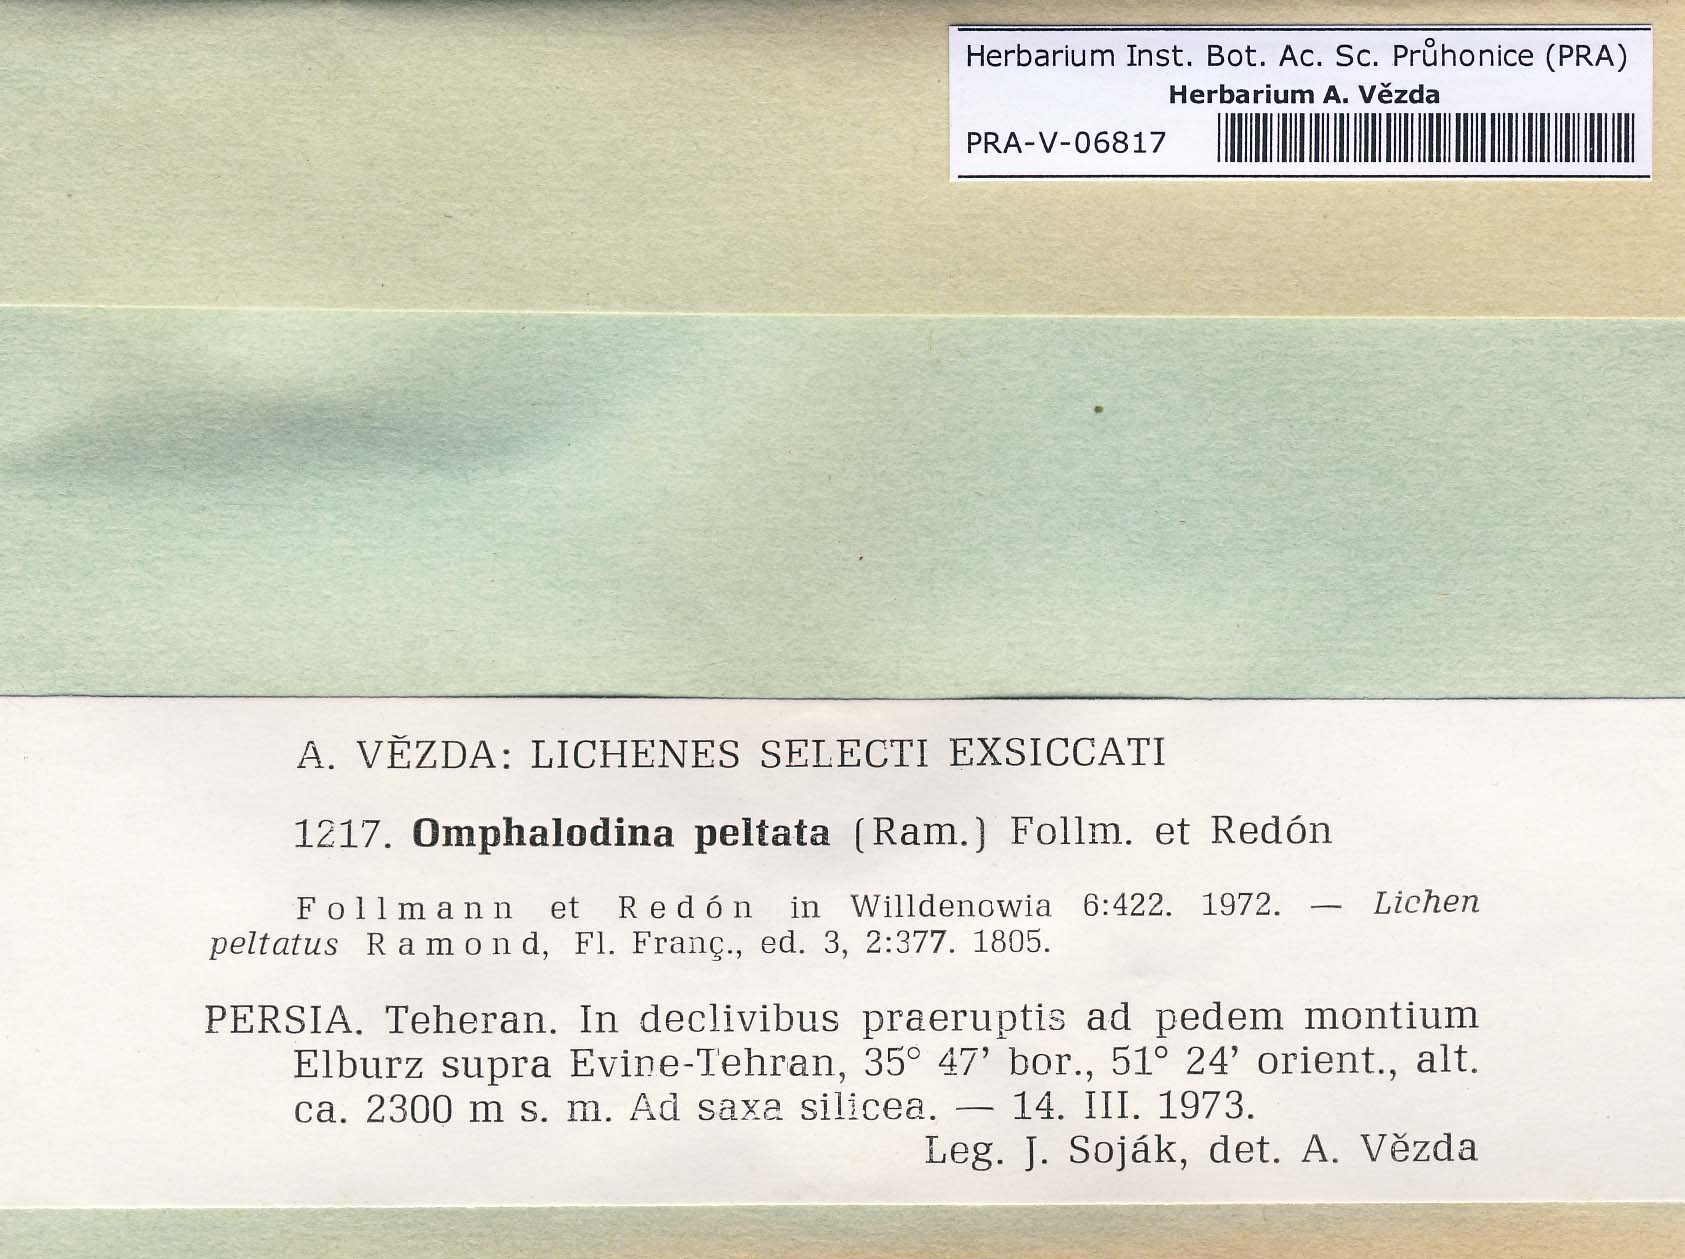 Herbarium Inst. Bot. Ac. Sc. Průhonice (PRA)
Herbarium A. Vězda
PRA-V-06817
A. VĚZDA: LICHENES SELECTI EXSICCATI
1217. Omphalodina peltata (Ram.) Follm. et Redón
Follmann et Redón in Willdenowia 6:422. 1972. — Lichen
peltatus Ramond, Fl. Franç., ed. 3, 2:377. 1805.
PERSIA. Teheran. In declivibus praeruptis ad pedem montium
Elburz supra Evine-Tehran, 35° 47’ bor., 51° 24’ orient., alt.
ca. 2300 m s. m. Ad saxa silicea. — 14. III. 1973.
Leg. J. Soják, det. A. Vězda